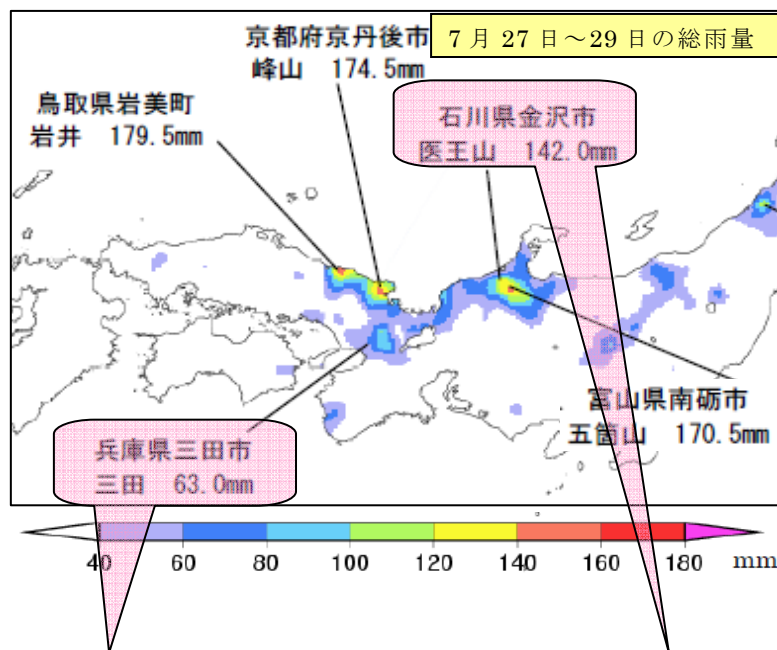 7月27日～29日の総雨量
京都府京丹後市
峰山 174.5mm
鳥取県岩美町
岩井 179.5mm
石川県金沢市
医王山 142.0mm
富山県南砺市
五箇山 170.5mm
兵庫県三田市
三田 63.0mm
40 60 80 100 120 140 160 180 mm